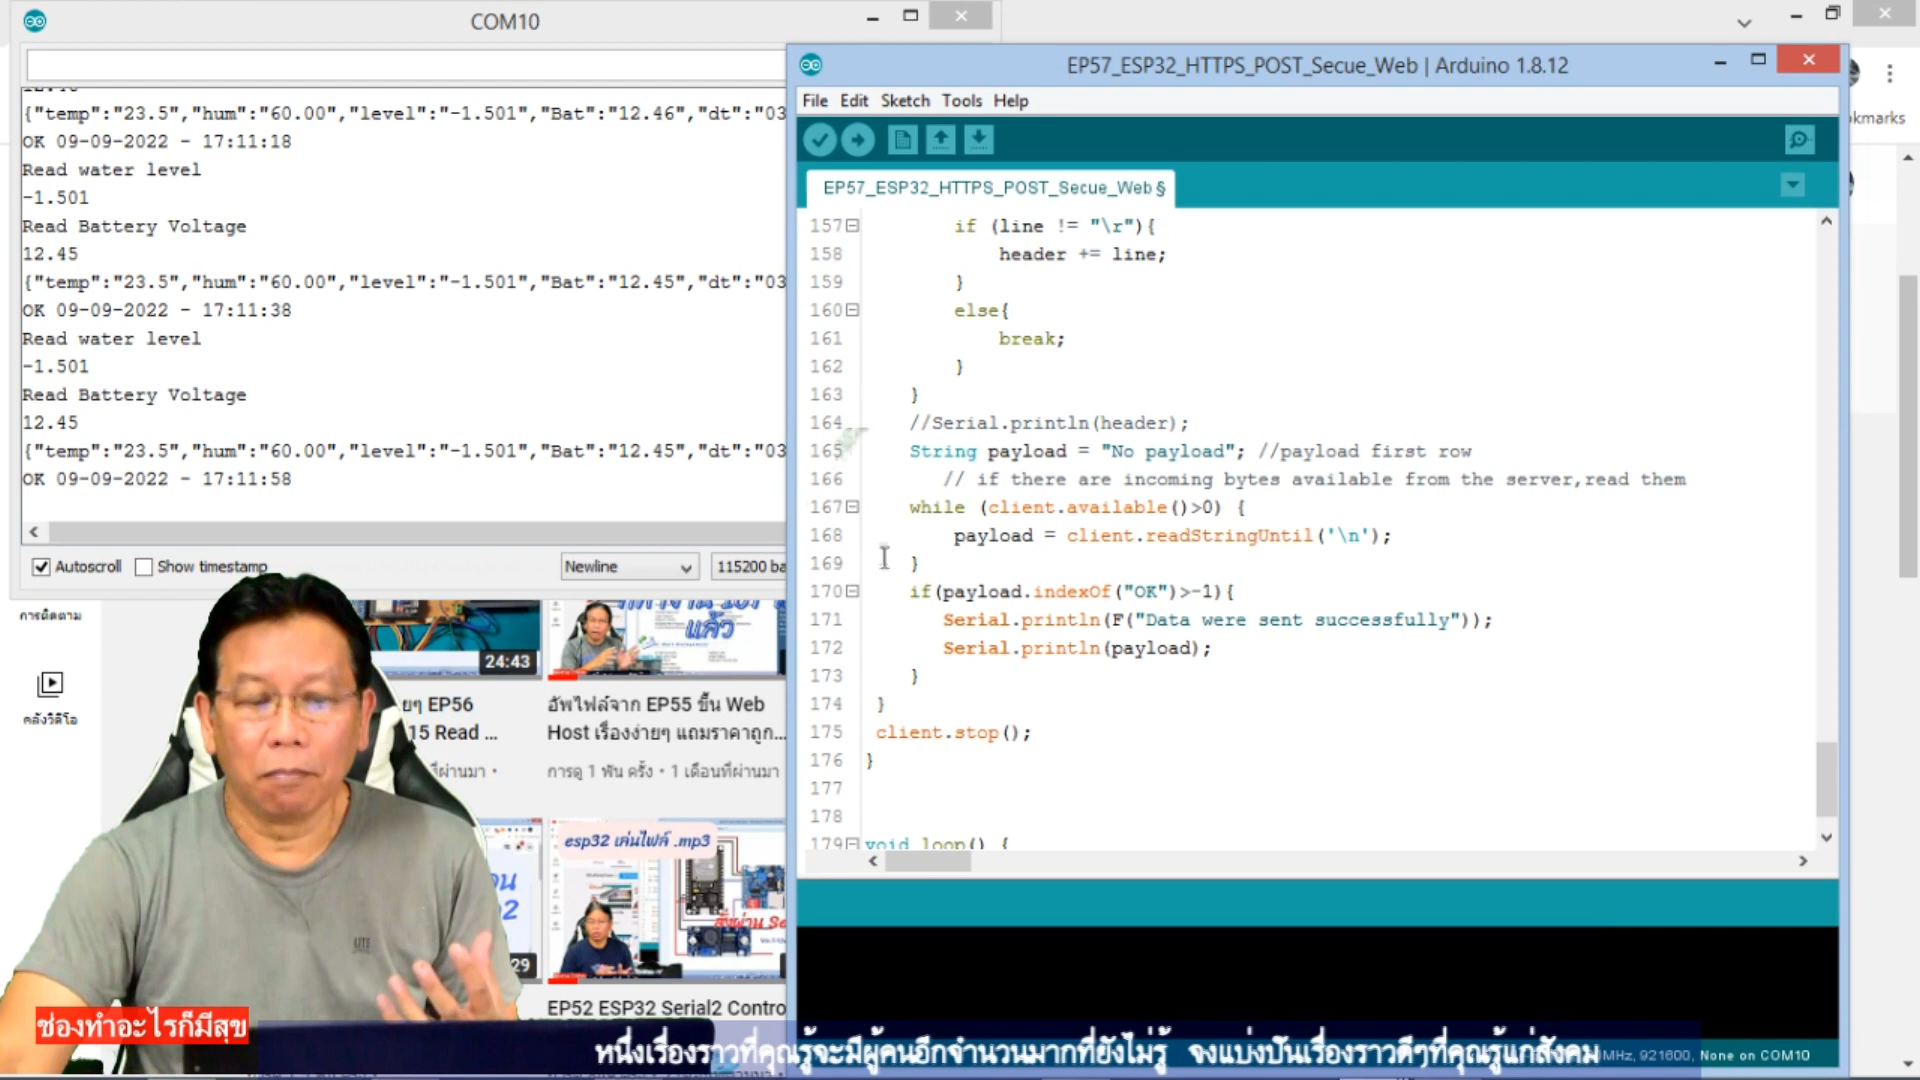 COM10
{"temp":"23.5","hum":"60.00","level":"-1.501","Bat":"12.46","dt":"03
OK 09-09-2022 - 17:11:18
Read water level
-1.501
Read Battery Voltage
12.45
{"temp":"23.5","hum":"60.00","level":"-1.501","Bat":"12.45","dt":"03
OK 09-09-2022 - 17:11:38
Read water level
-1.501
Read Battery Voltage
12.45
{"temp":"23.5","hum":"60.00","level":"-1.501","Bat":"12.45","dt":"03
OK 09-09-2022 - 17:11:58
Autoscroll
Show timestamp
Newline
115200 ba
EP57_ESP32_HTTPS_POST_Secue_Web | Arduino 1.8.12
File Edit Sketch Tools Help
EP57_ESP32_HTTPS_POST_Secue_Web §
157 if (line != "\r"){
158 header += line;
159 }
160 else{
161 break;
162 }
163 }
164 //Serial.println(header);
165 String payload = "No payload"; //payload first row
166 // if there are incoming bytes available from the server,read them
167 while (client.available()>0) {
168 payload = client.readStringUntil('\n');
169 }
170 if(payload.indexOf("OK")>-1){
171 Serial.println(F("Data were sent successfully"));
172 Serial.println(payload);
173 }
174 }
175 client.stop();
176 }
177
178
179 void loop() {
okmarks
การติดตาม
คลังวิดีโอ
24:43
แล้ว
ยๆ EP56
15 Read ...
ที่ผ่านมา •
อัพไฟล์จาก EP55 ขึ้น Web
Host เรื่องง่ายๆ แถมราคาถูก...
การดู 1 พัน ครั้ง • 1 เดือนที่ผ่านมา
esp32 เล่นไฟล์ .mp3
29
EP52 ESP32 Serial2 Contro
ช่องทำอะไรก็มีสุข
หนึ่งเรื่องราวที่คุณรู้จะมีผู้คนอีกจำนวนมากที่ยังไม่รู้ จงแบ่งปันเรื่องราวดีๆที่คุณรู้แก่สังคม
MHz, 921600, None on COM10